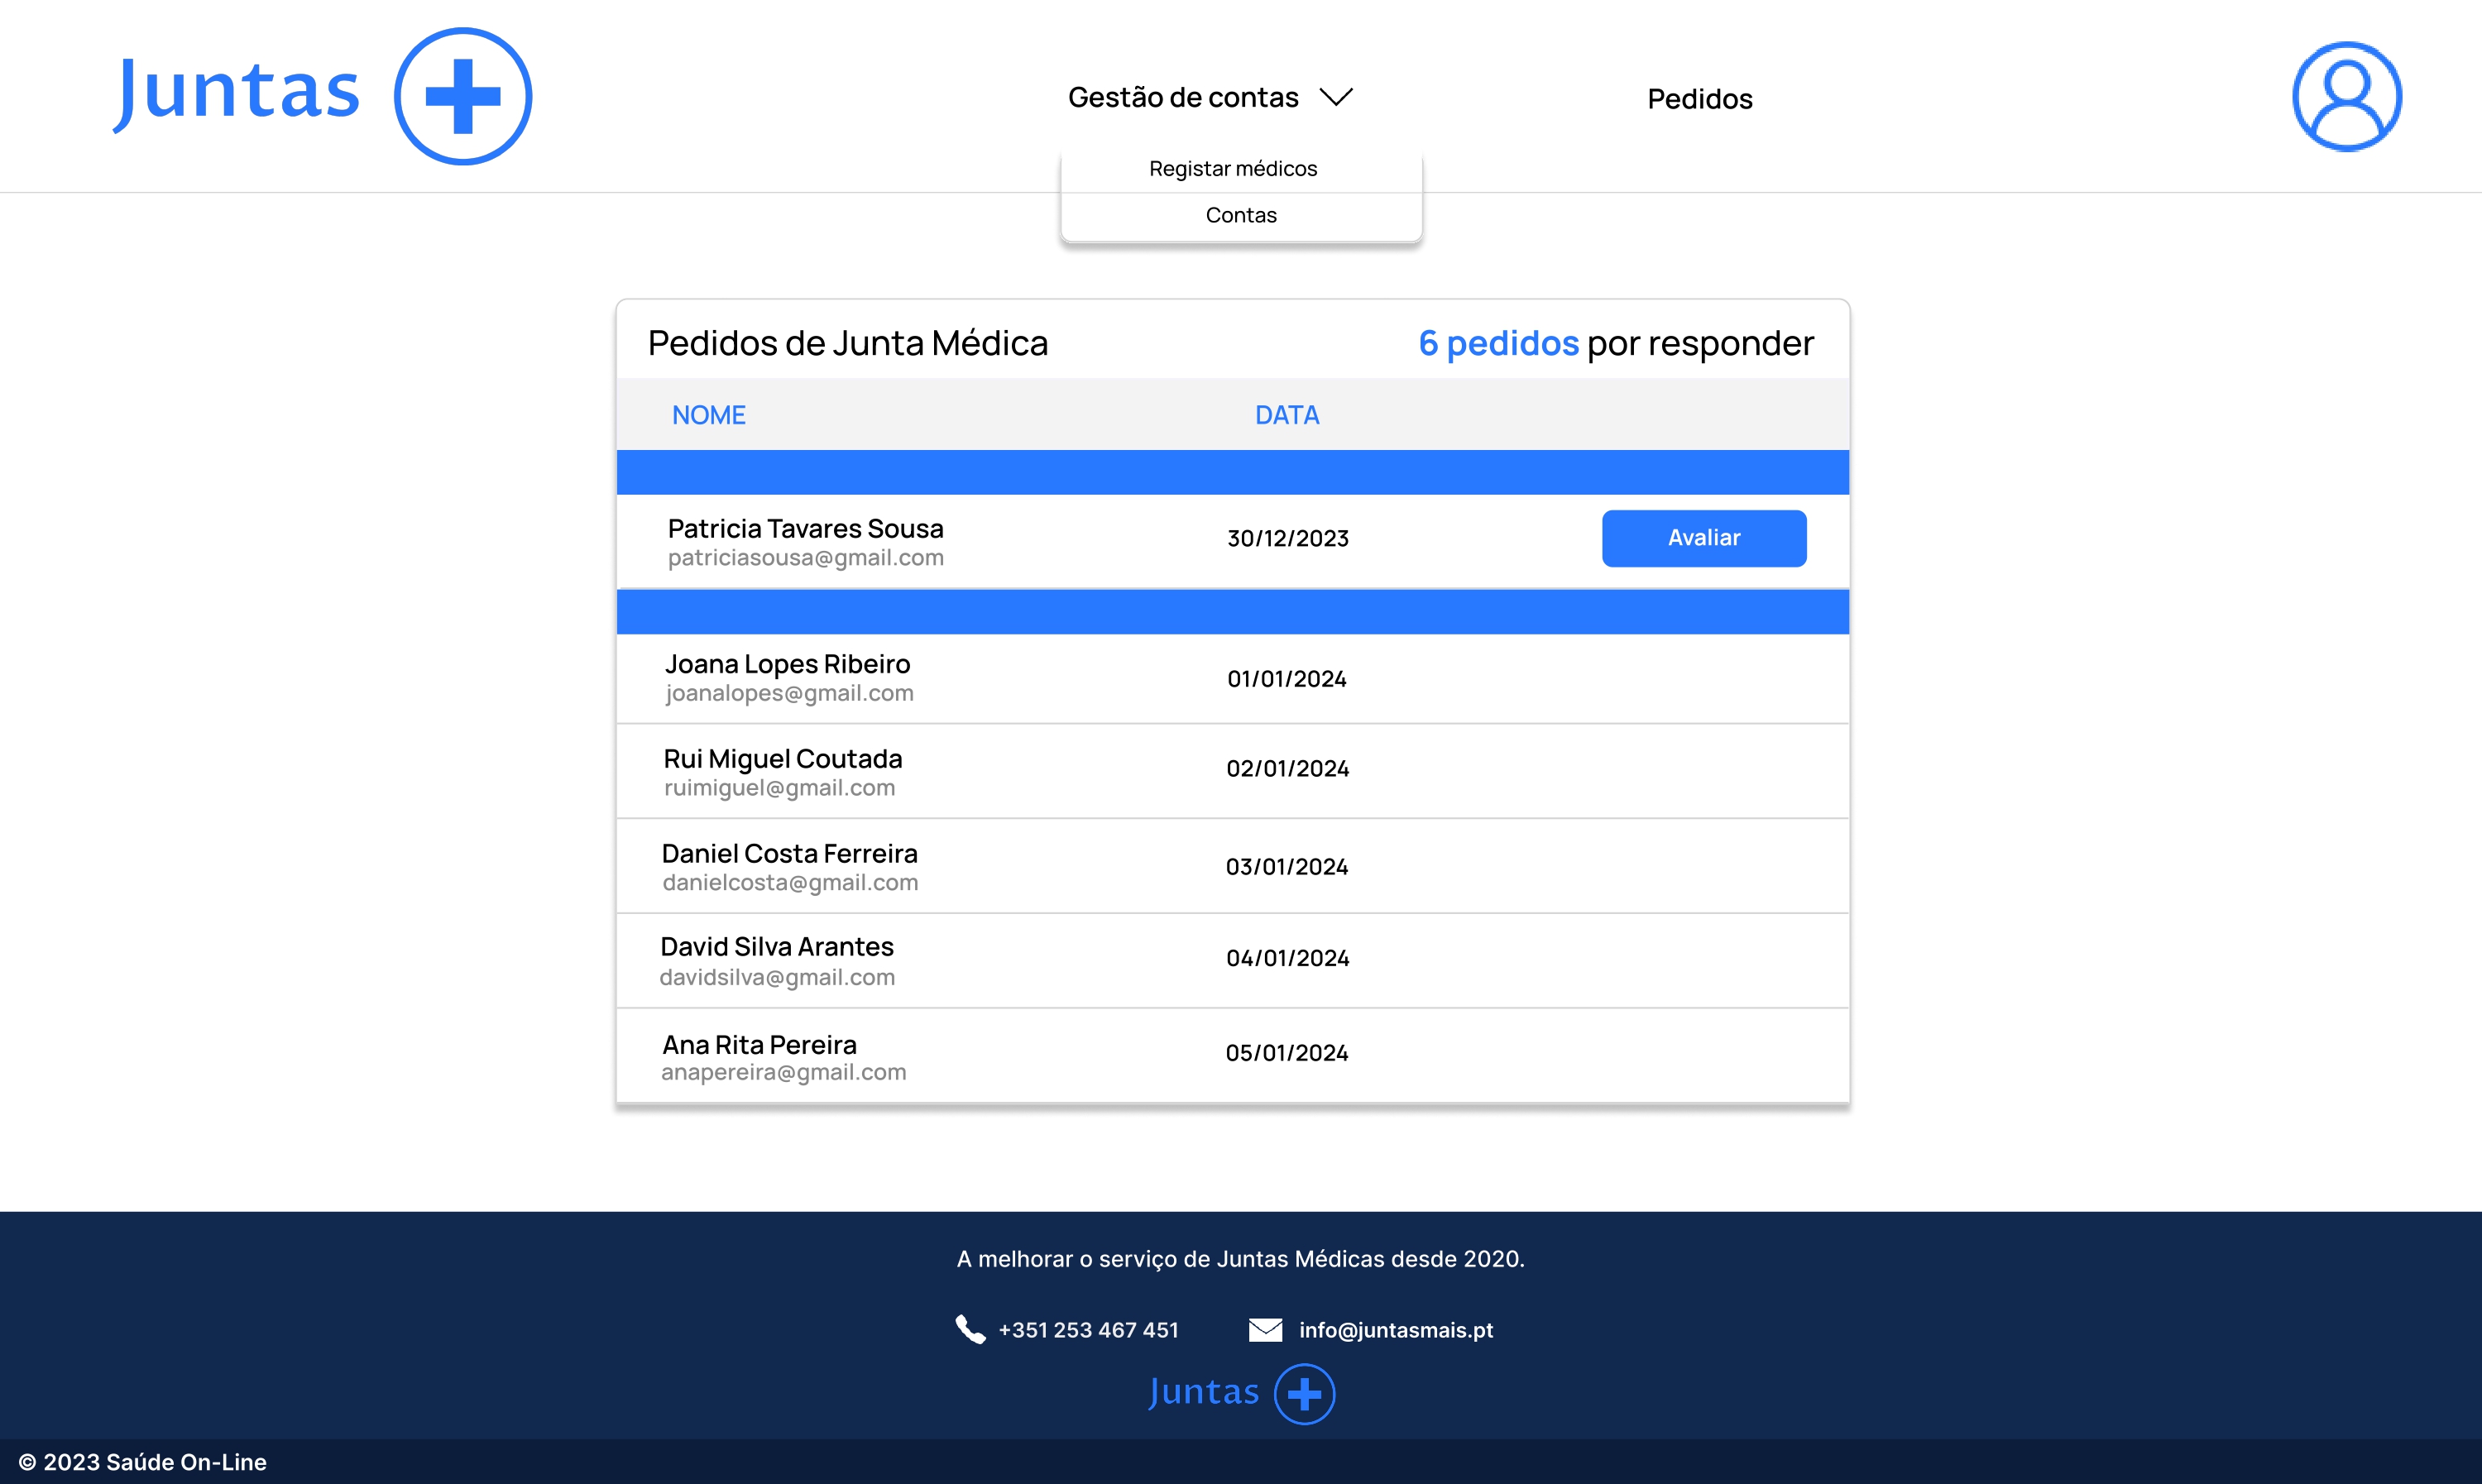 Juntas
Gestão de contas
Pedidos
Registar médicos
Contas
Pedidos de Junta Médica
6 pedidos por responder
NOME
DATA
Patricia Tavares Sousa
patriciasousa@gmail.com
30/12/2023
Avaliar
Joana Lopes Ribeiro
joanalopes@gmail.com
01/01/2024
Rui Miguel Coutada
ruimiguel@gmail.com
02/01/2024
Daniel Costa Ferreira
danielcosta@gmail.com
03/01/2024
David Silva Arantes
davidsilva@gmail.com
04/01/2024
Ana Rita Pereira
anapereira@gmail.com
05/01/2024
A melhorar o serviço de Juntas Médicas desde 2020.
+351 253 467 451
info@juntasmais.pt
Juntas
© 2023 Saúde On-Line